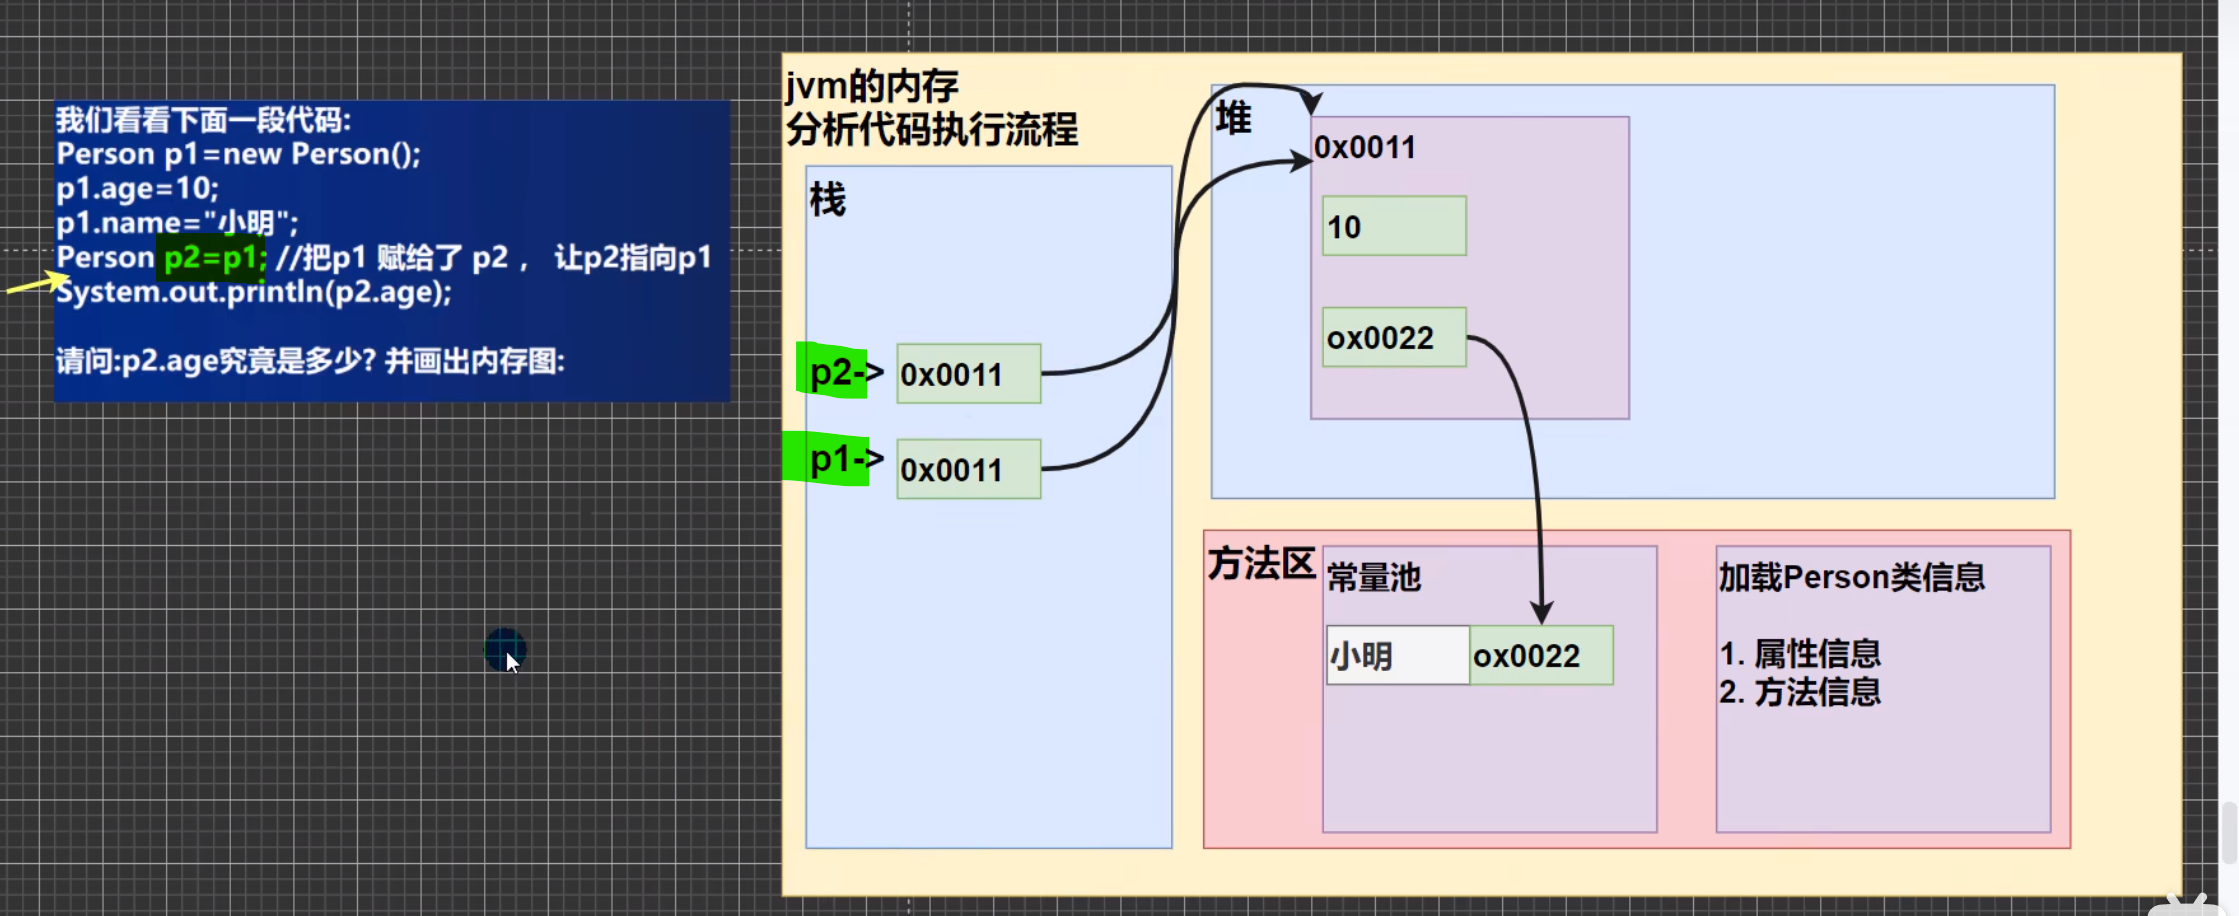 我们看看下面一段代码:
Person p1=new Person();
p1.age=10;
p1.name="小明";
Person p2=p1; //把p1 赋给了 p2 ， 让p2指向p1
System.out.println(p2.age);
请问:p2.age究竟是多少? 并画出内存图:
jvm的内存
分析代码执行流程
栈
p2-> 0x0011
p1-> 0x0011
堆
0x0011
10
ox0022
方法区
常量池
小明 ox0022
加载Person类信息
1. 属性信息
2. 方法信息